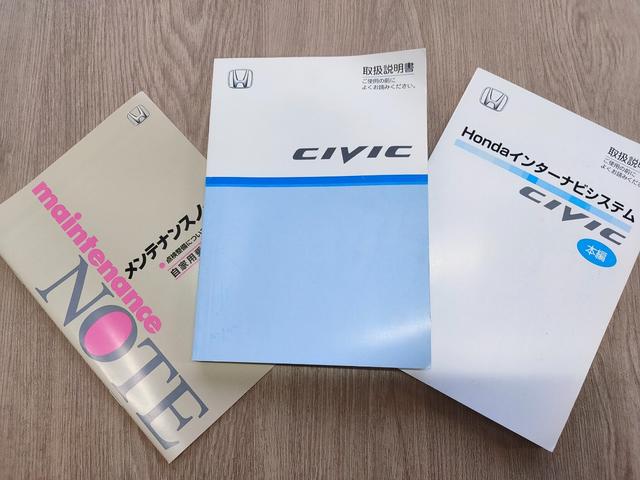 maintenance
NOTE
メンテナンスノ
点検整備につい
自家用
取扱説明書
ご使用の前に
よくお読みください。
CIVIC
取扱説明
ご使用の前に
よくお読みくださ
Hondaインターナビシステム
CIVIC
本編